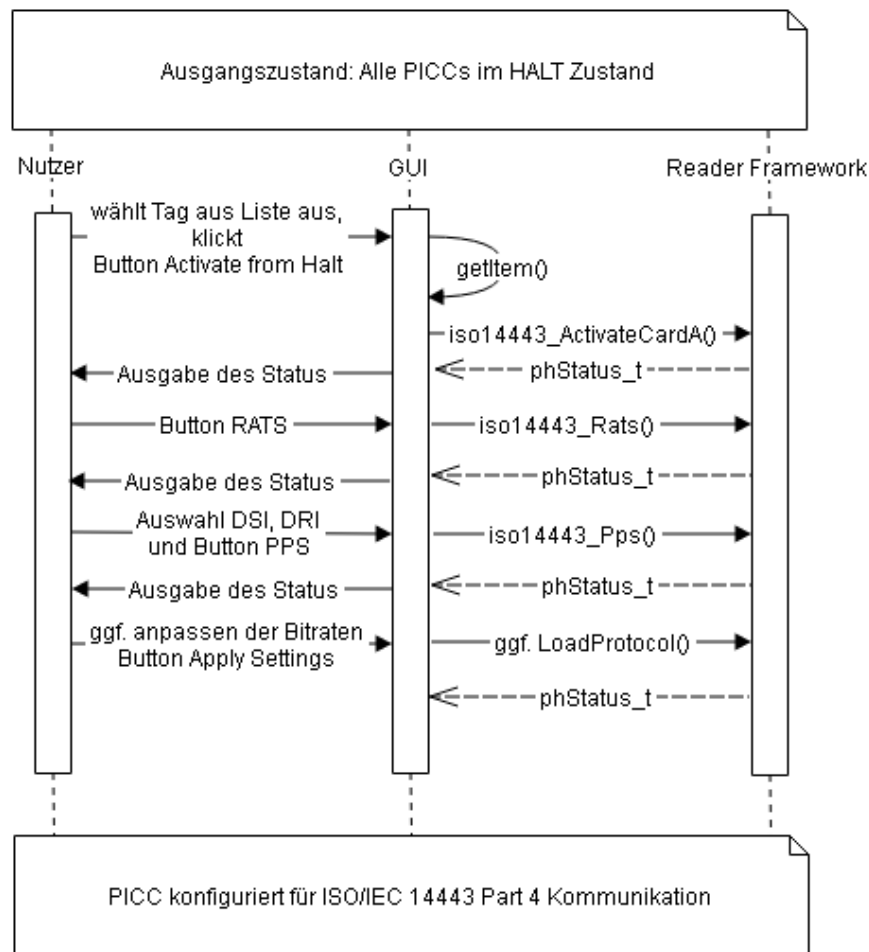 Ausgangszustand: Alle PICCs im HALT Zustand
Nutzer
GUI
Reader Framework
wählt Tag aus Liste aus,
klickt
Button Activate from Halt
getItem()
iso14443_ActivateCardA()
Ausgabe des Status
phStatus_t
Button RATS
iso14443_Rats()
Ausgabe des Status
phStatus_t
Auswahl DSI, DRI
und Button PPS
iso14443_Pps()
Ausgabe des Status
phStatus_t
ggf. anpassen der Bitraten
Button Apply Settings
ggf. LoadProtocol()
phStatus_t
PICC konfiguriert für ISO/IEC 14443 Part 4 Kommunikation